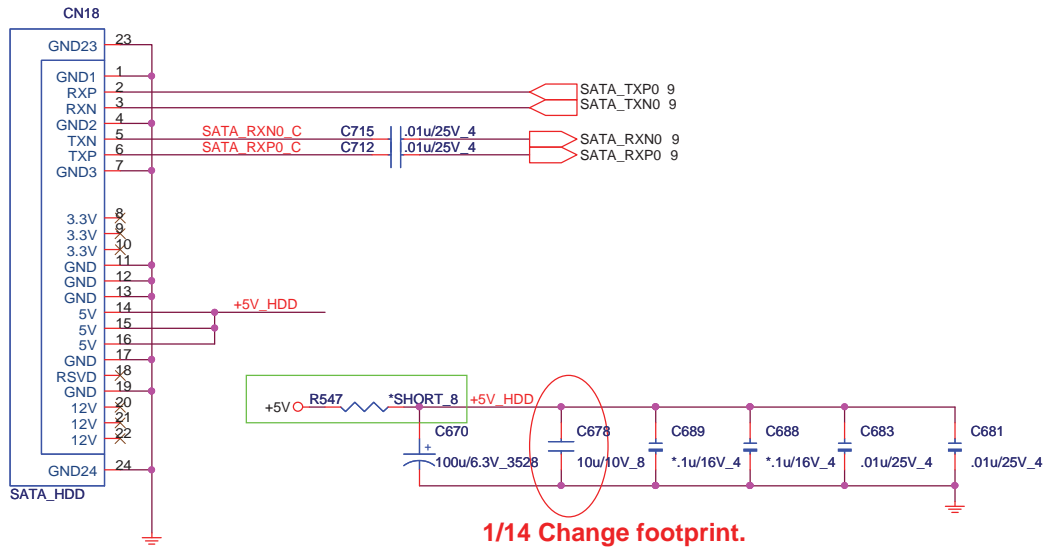 CN18
GND23 23
GND1 1
RXP 2
RXN 3
GND2 4
TXN 5
TXP 6
GND3 7
SATA_TXP0 9
SATA_TXN0 9
SATA_RXN0_C C715 .01u/25V_4 SATA_RXN0 9
SATA_RXP0_C C712 .01u/25V_4 SATA_RXP0 9
3.3V 8
3.3V 9
3.3V 10
GND 11
GND 12
GND 13
5V 14 +5V_HDD
5V 15
5V 16
GND 17
RSVD 18
GND 19
12V 20
12V 21
12V 22
GND24 24
SATA_HDD
+5V R547 *SHORT_8 +5V_HDD
C670 C678 C689 C688 C683 C681
100u/6.3V_3528 10u/10V_8 *.1u/16V_4 *.1u/16V_4 .01u/25V_4 .01u/25V_4
+
1/14 Change footprint.